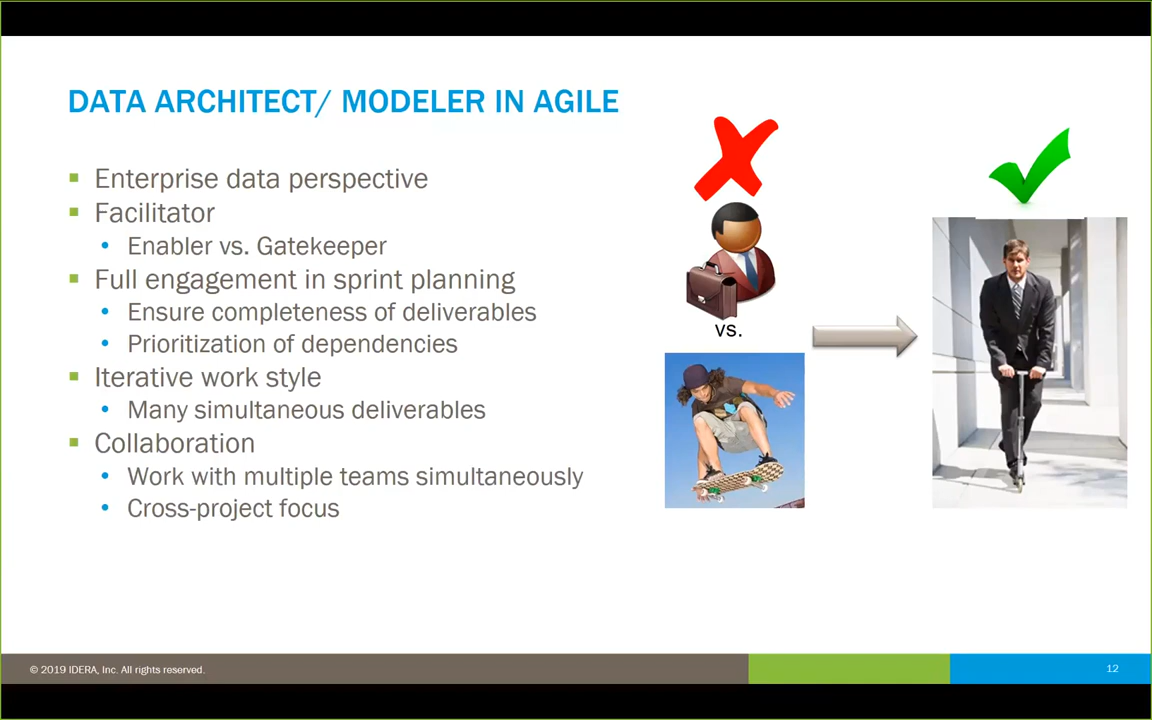 DATA ARCHITECT/ MODELER IN AGILE
Enterprise data perspective
Facilitator
Enabler vs. Gatekeeper
Full engagement in sprint planning
Ensure completeness of deliverables
Prioritization of dependencies
Iterative work style
Many simultaneous deliverables
Collaboration
Work with multiple teams simultaneously
Cross-project focus
vs.
© 2019 IDERA, Inc. All rights reserved.
12